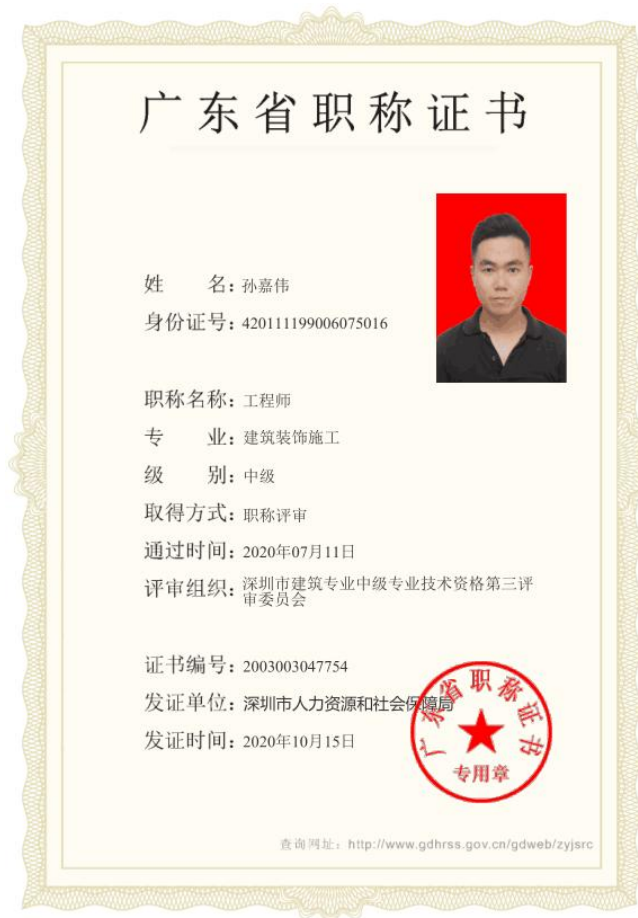 广东省职称证书
姓　　名：孙嘉伟
身份证号：420111199006075016
职称名称：工程师
专　　业：建筑装饰施工
级　　别：中级
取得方式：职称评审
通过时间：2020年07月11日
评审组织：深圳市建筑专业中级专业技术资格第三评
审委员会
证书编号：2003003047754
发证单位：深圳市人力资源和社会保障局
发证时间：2020年10月15日
广东省职称证书
专用章
查询网址：http://www.gdhrss.gov.cn/gdweb/zyjsrc